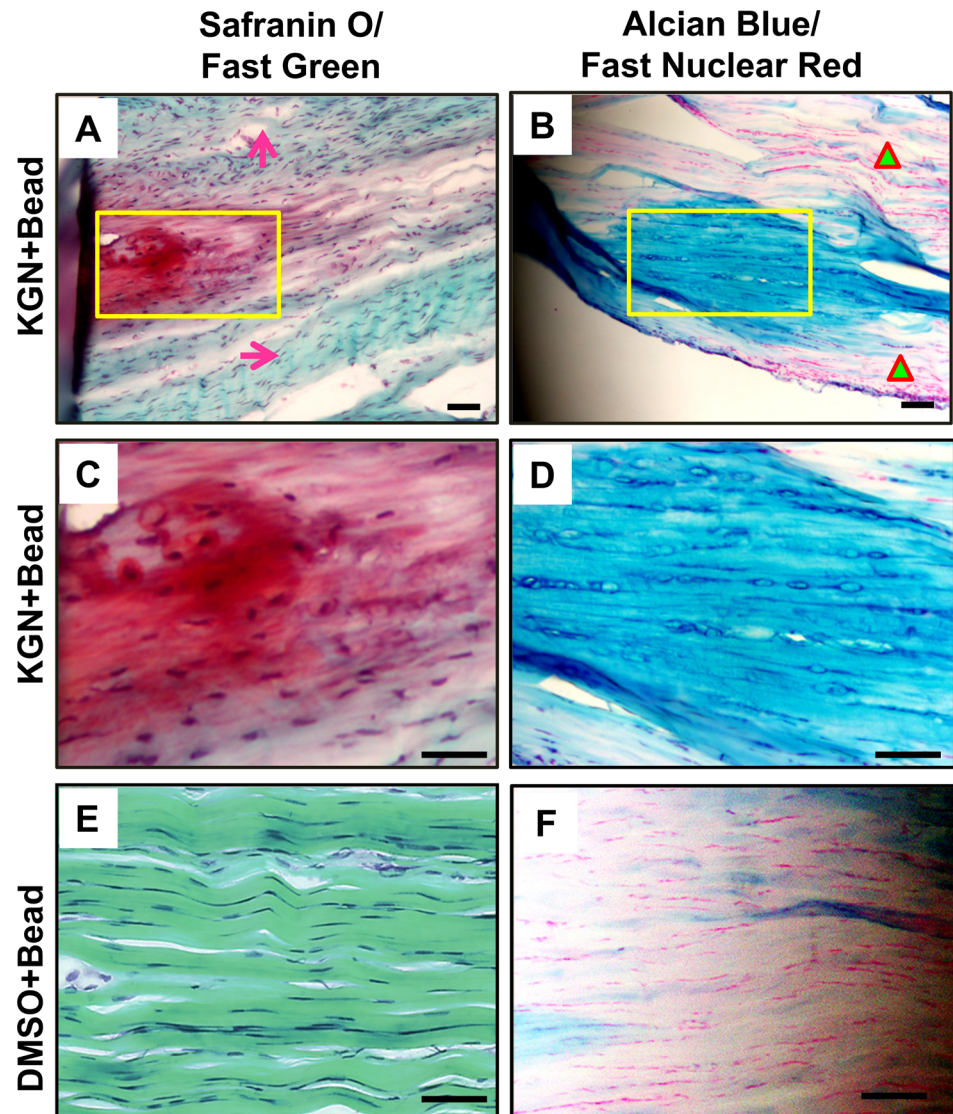 Safranin O/
Fast Green
Alcian Blue/
Fast Nuclear Red
KGN+Bead
A
B
KGN+Bead
C
D
DMSO+Bead
E
F